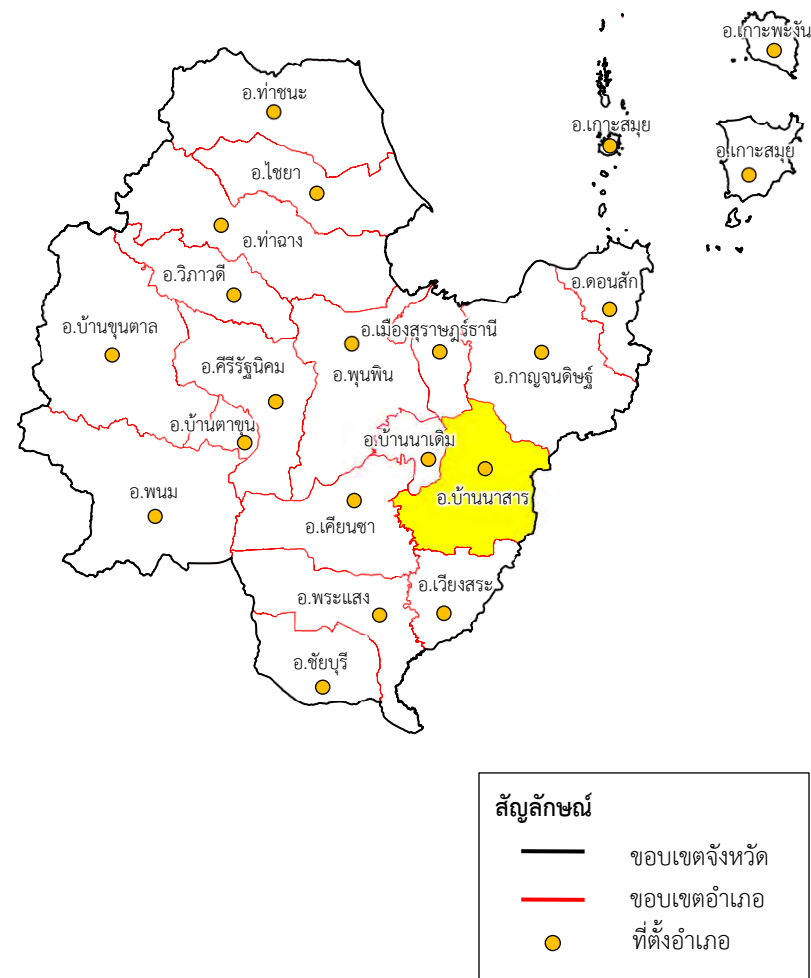 อ.เกาะพะงัน
อ.ท่าชนะ
อ.เกาะสมุย
อ.เกาะสมุย
อ.ไชยา
อ.ท่าฉาง
อ.วิภาวดี
อ.ดอนสัก
อ.เมืองสุราษฎร์ธานี
อ.บ้านขุนตาล
อ.คีรีรัฐนิคม
อ.พุนพิน
อ.กาญจนดิษฐ์
อ.บ้านตาขุน
อ.บ้านนาเดิม
อ.พนม
อ.บ้านนาสาร
อ.เคียนซา
อ.เวียงสระ
อ.พระแสง
อ.ชัยบุรี
สัญลักษณ์
ขอบเขตจังหวัด
ขอบเขตอำเภอ
ที่ตั้งอำเภอ